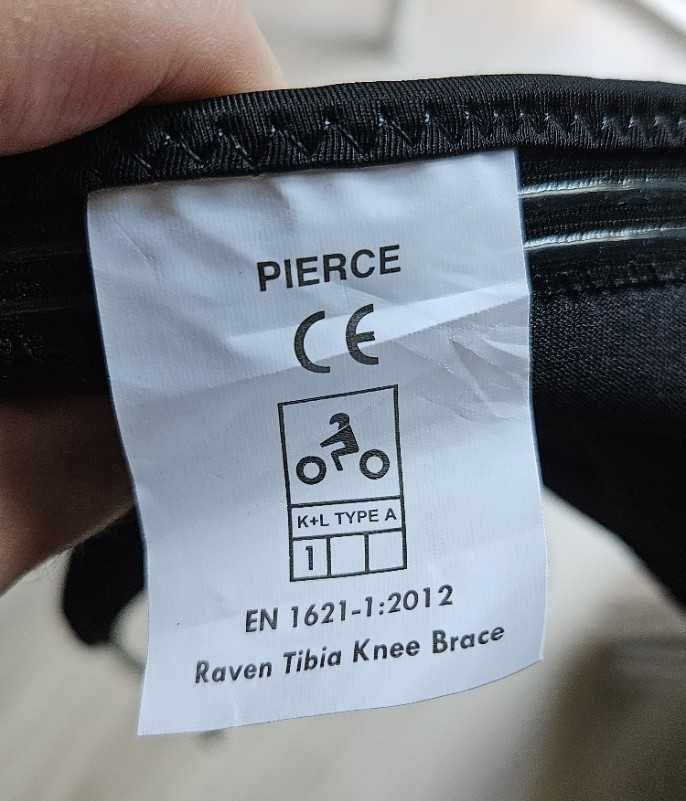 PIERCE
CE
K+L TYPE A
1
EN 1621-1:2012
Raven Tibia Knee Brace